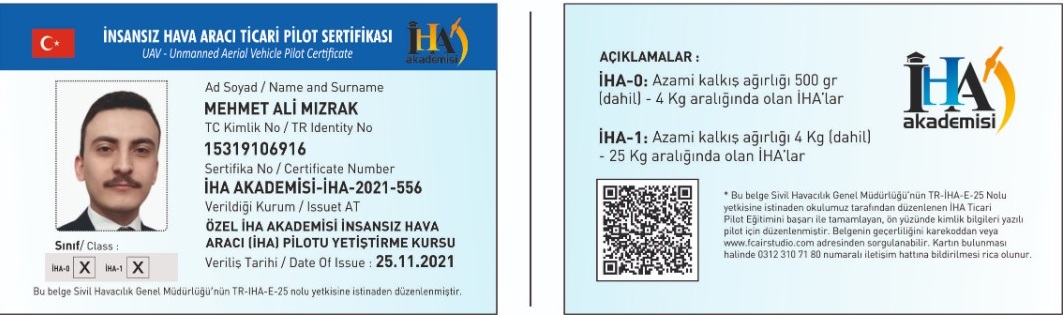 İNSANSIZ HAVA ARACI TİCARİ PİLOT SERTİFİKASI
UAV - Unmanned Aerial Vehicle Pilot Certificate
İHA
akademisi
Ad Soyad / Name and Surname
MEHMET ALİ MIZRAK
TC Kimlik No / TR Identity No
15319106916
Sertifika No / Certificate Number
İHA AKADEMİSİ-İHA-2021-556
Verildiği Kurum / Issuet AT
ÖZEL İHA AKADEMİSİ İNSANSIZ HAVA
ARACI (İHA) PİLOTU YETİŞTİRME KURSU
Veriliş Tarihi / Date Of Issue : 25.11.2021
Sınıf/ Class :
İHA-0 X İHA-1 X
Bu belge Sivil Havacılık Genel Müdürlüğü'nün TR-IHA-E-25 nolu yetkisine istinaden düzenlenmiştir.
AÇIKLAMALAR :
İHA-0: Azami kalkış ağırlığı 500 gr
(dahil) - 4 Kg aralığında olan İHA'lar
İHA-1: Azami kalkış ağırlığı 4 Kg (dahil)
- 25 Kg aralığında olan İHA'lar
İHA
akademisi
* Bu belge Sivil Havacılık Genel Müdürlüğü'nün TR-İHA-E-25 Nolu
yetkisine istinaden okulumuz tarafından düzenlenen İHA Ticari
Pilot Eğitimini başarı ile tamamlayan, ön yüzünde kimlik bilgileri yazılı
pilot için düzenlenmiştir. Belgenin geçerliliğini karekoddan veya
www.fcairstudio.com adresinden sorgulanabilir. Kartın bulunması
halinde 0312 310 71 80 numaralı iletişim hattına bildirilmesi rica olunur.